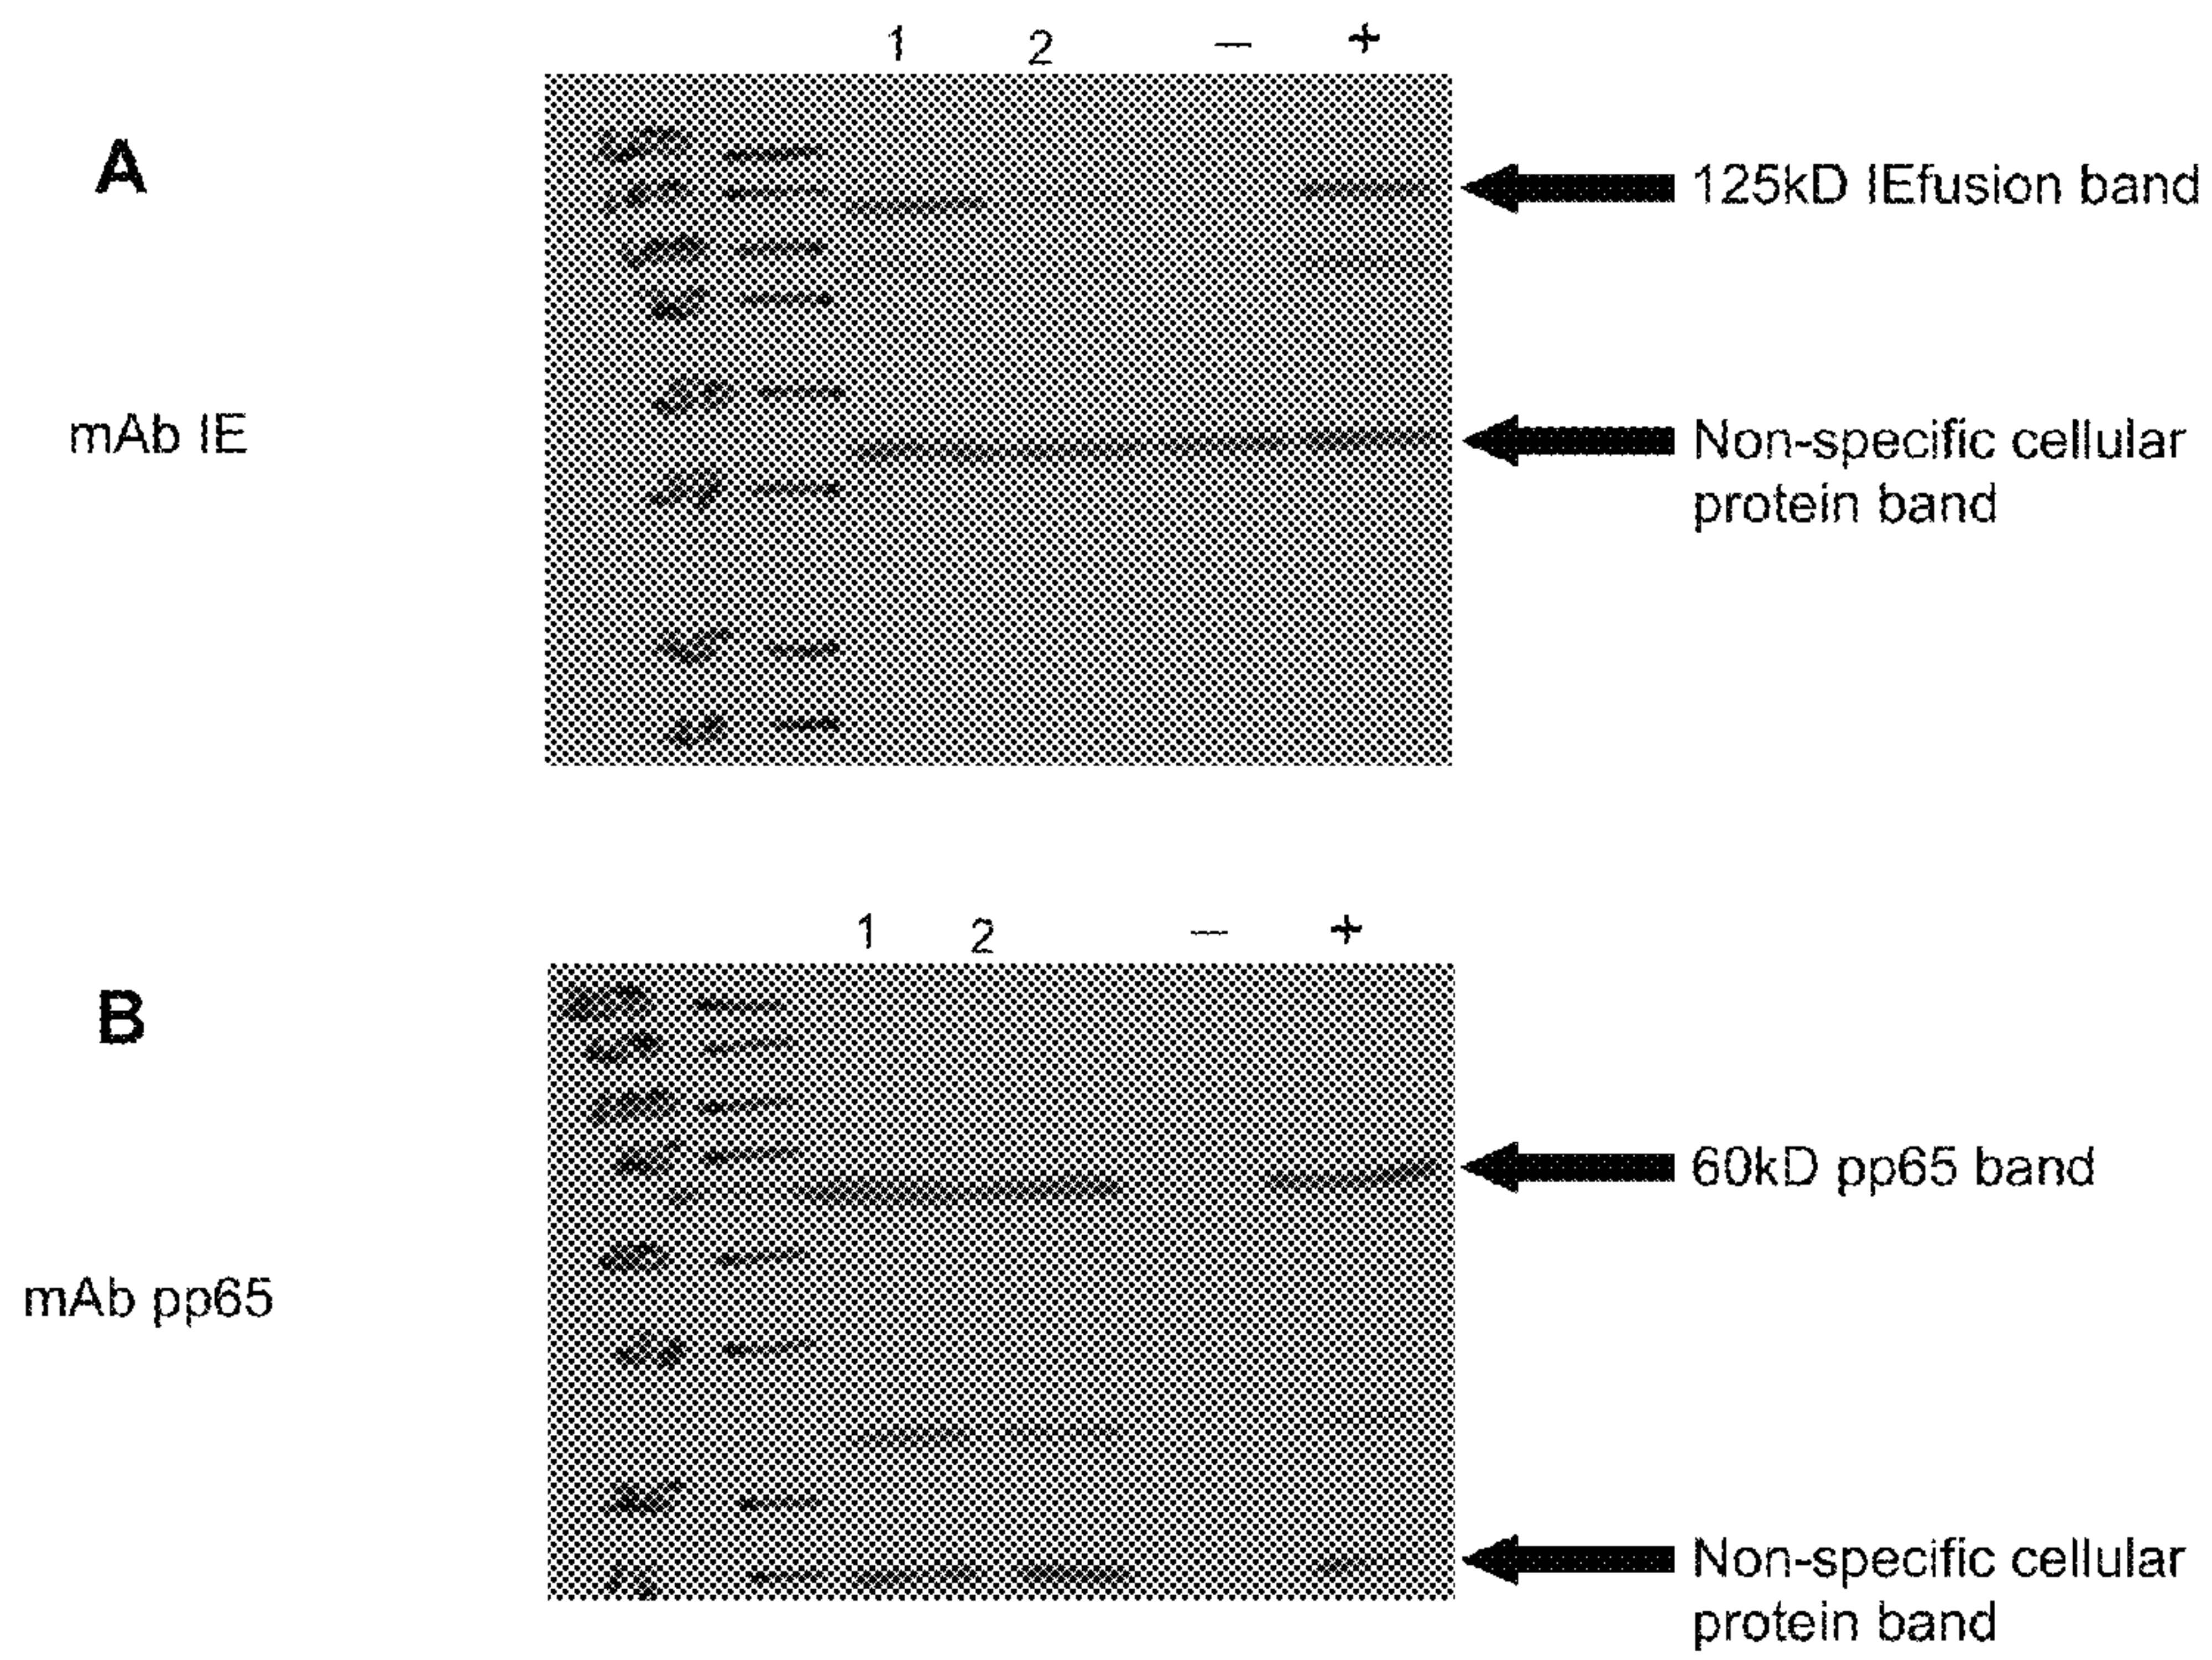 1 2 — +
A
125kD IEfusion band
mAb IE
Non-specific cellular
protein band
1 2 — +
B
60kD pp65 band
mAb pp65
Non-specific cellular
protein band